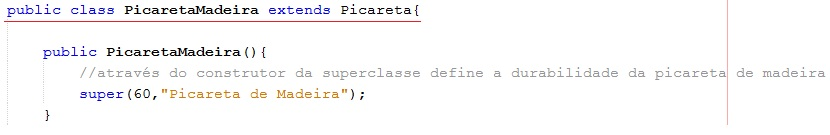 public class PicaretaMadeira extends Picareta{
public PicaretaMadeira(){
//através do construtor da superclasse define a durabilidade da picareta de madeira
super(60,"Picareta de Madeira");
}